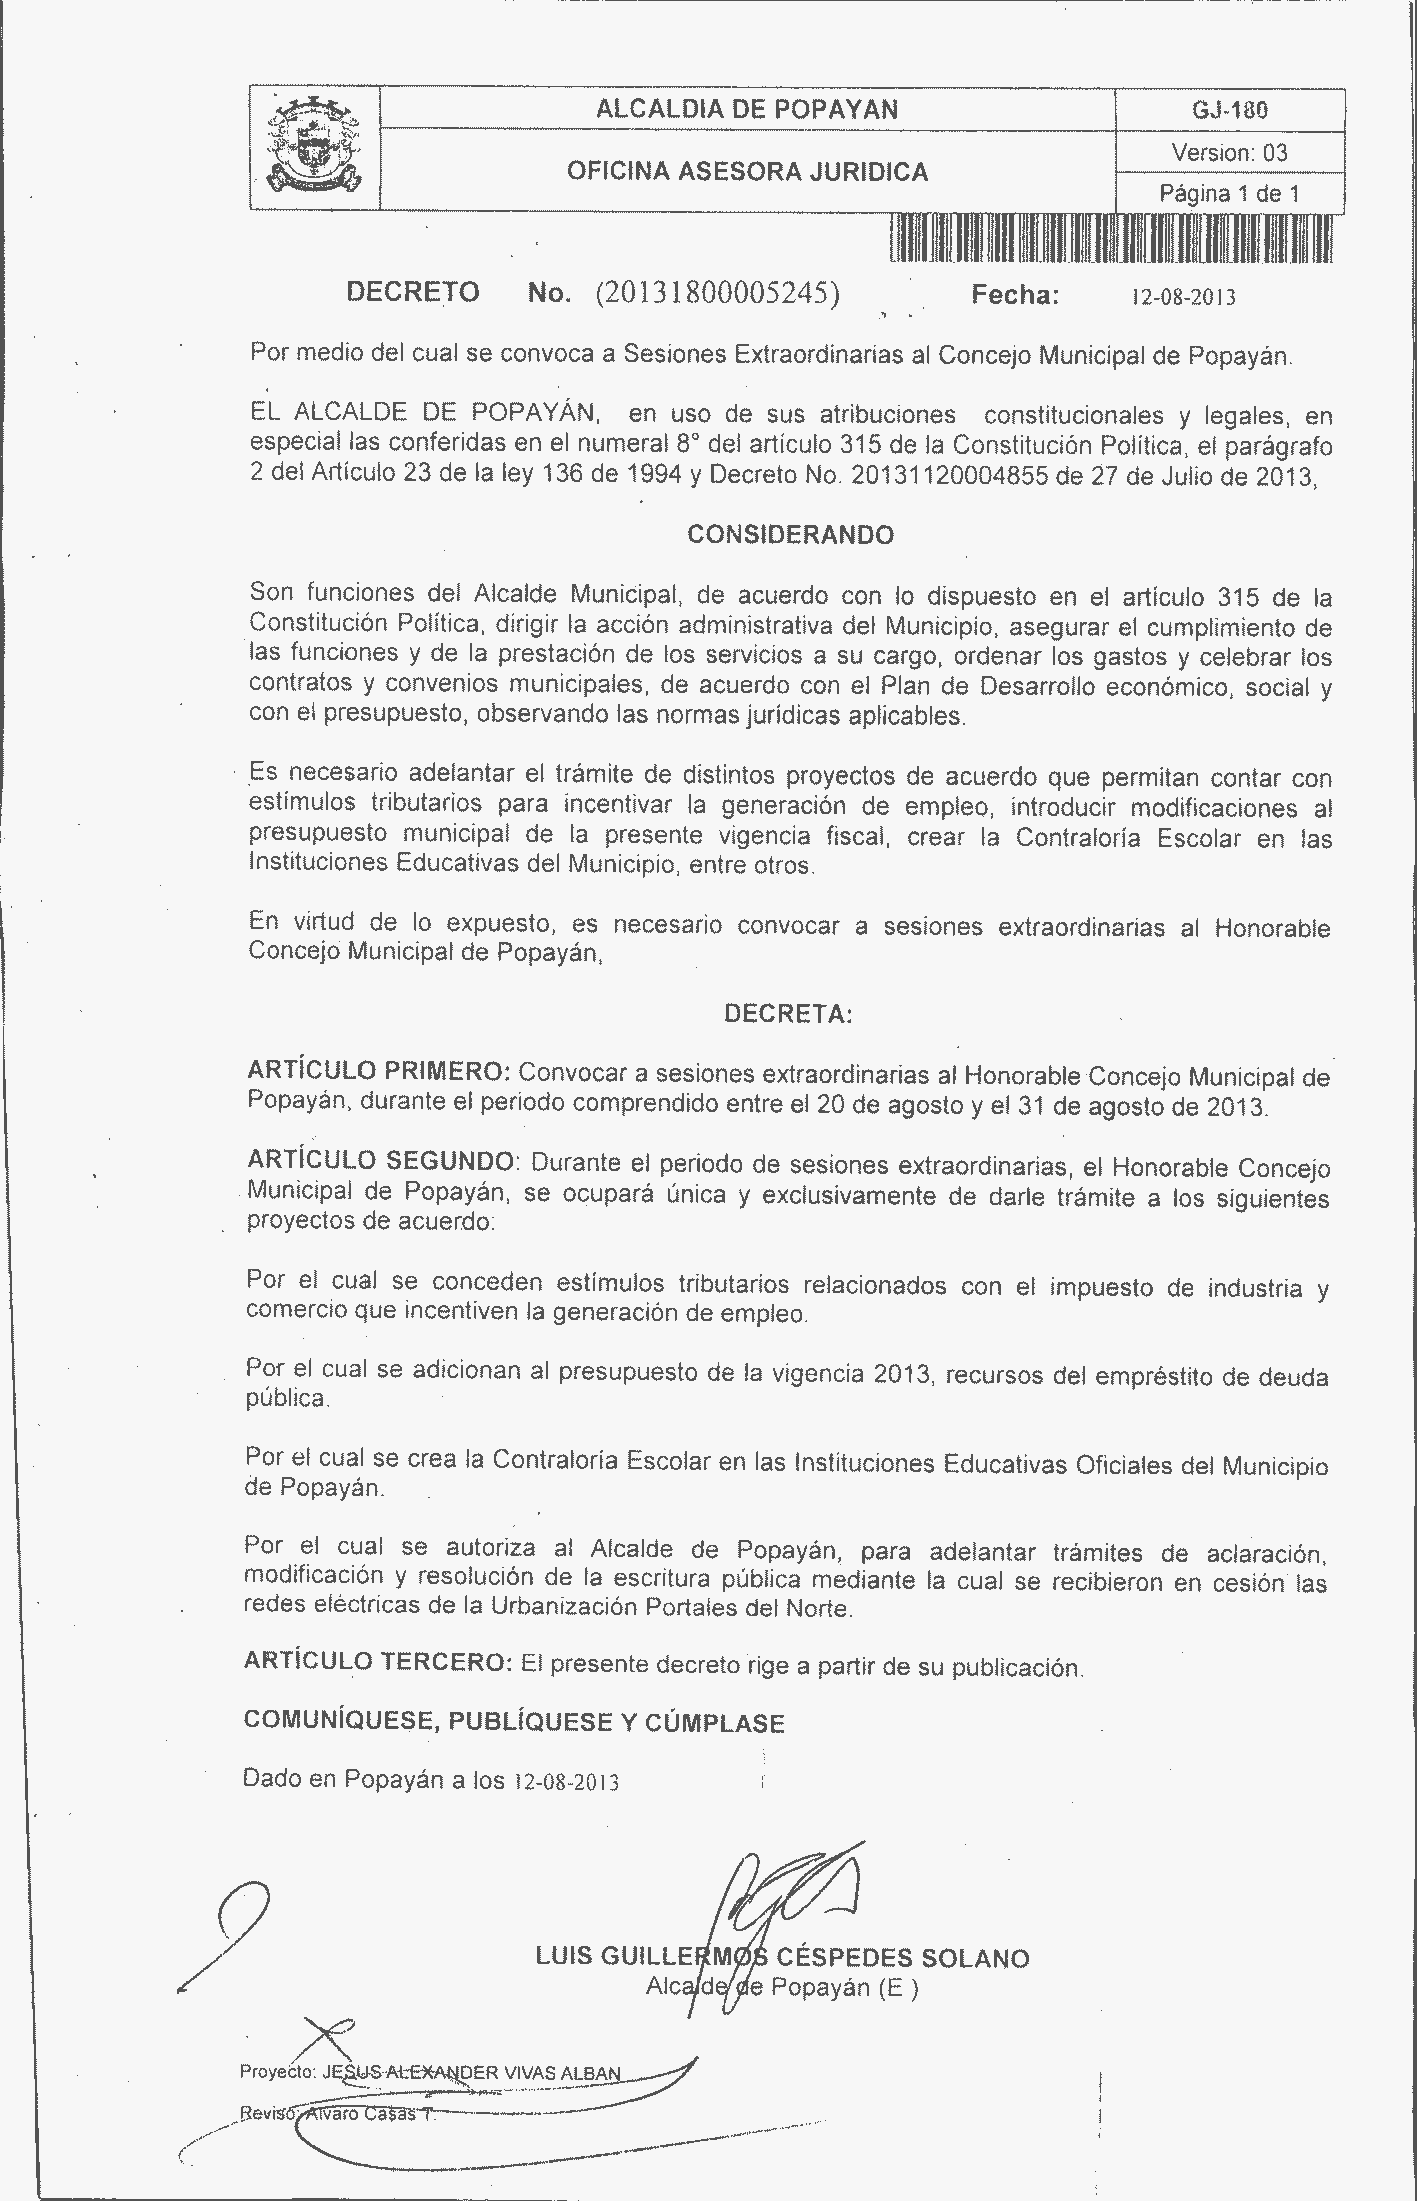 ALCALDIA DE POPAYAN
GJ-180
OFICINA ASESORA JURIDICA
Version: 03
Página 1 de 1
DECRETO No. (20131800005245) Fecha: 12-08-2013
Por medio del cual se convoca a Sesiones Extraordinarias al Concejo Municipal de Popayán.
EL ALCALDE DE POPAYÁN, en uso de sus atribuciones constitucionales y legales, en
especial las conferidas en el numeral 8° del artículo 315 de la Constitución Política, el parágrafo
2 del Artículo 23 de la ley 136 de 1994 y Decreto No. 20131120004855 de 27 de Julio de 2013,
CONSIDERANDO
Son funciones del Alcalde Municipal, de acuerdo con lo dispuesto en el artículo 315 de la
Constitución Política, dirigir la acción administrativa del Municipio, asegurar el cumplimiento de
las funciones y de la prestación de los servicios a su cargo, ordenar los gastos y celebrar los
contratos y convenios municipales, de acuerdo con el Plan de Desarrollo económico, social y
con el presupuesto, observando las normas jurídicas aplicables.
Es necesario adelantar el trámite de distintos proyectos de acuerdo que permitan contar con
estímulos tributarios para incentivar la generación de empleo, introducir modificaciones al
presupuesto municipal de la presente vigencia fiscal, crear la Contraloría Escolar en las
Instituciones Educativas del Municipio, entre otros.
En virtud de lo expuesto, es necesario convocar a sesiones extraordinarias al Honorable
Concejo Municipal de Popayán,
DECRETA:
ARTÍCULO PRIMERO: Convocar a sesiones extraordinarias al Honorable Concejo Municipal de
Popayán, durante el periodo comprendido entre el 20 de agosto y el 31 de agosto de 2013.
ARTÍCULO SEGUNDO: Durante el periodo de sesiones extraordinarias, el Honorable Concejo
Municipal de Popayán, se ocupará única y exclusivamente de darle trámite a los siguientes
proyectos de acuerdo:
Por el cual se conceden estímulos tributarios relacionados con el impuesto de industria y
comercio que incentiven la generación de empleo.
Por el cual se adicionan al presupuesto de la vigencia 2013, recursos del empréstito de deuda
pública.
Por el cual se crea la Contraloría Escolar en las Instituciones Educativas Oficiales del Municipio
de Popayán.
Por el cual se autoriza al Alcalde de Popayán, para adelantar trámites de aclaración,
modificación y resolución de la escritura pública mediante la cual se recibieron en cesión las
redes eléctricas de la Urbanización Portales del Norte.
ARTÍCULO TERCERO: El presente decreto rige a partir de su publicación.
COMUNÍQUESE, PUBLÍQUESE Y CÚMPLASE
Dado en Popayán a los 12-08-2013
LUIS GUILLERMOS CÉSPEDES SOLANO
Alcalde de Popayán (E )
Proyecto: JESUS ALEXANDER VIVAS ALBAN
Revisó: Alvaro Casas T.